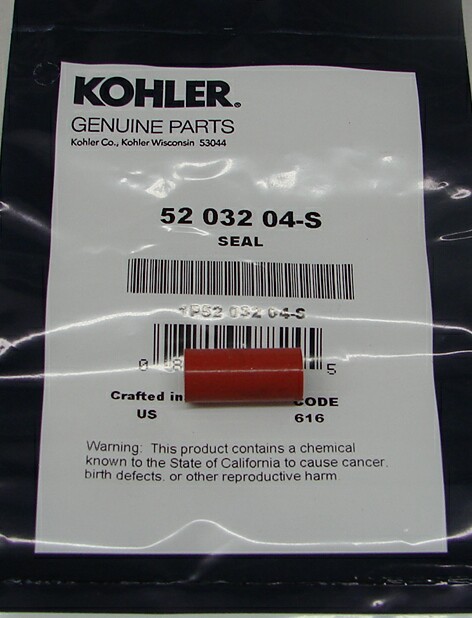 KOHLER®
GENUINE PARTS
Kohler Co., Kohler Wisconsin 53044
52 032 04-S
SEAL
1P52 032 04-S
0 5
Crafted in CODE
US 616
Warning: This product contains a chemical
known to the State of California to cause cancer,
birth defects, or other reproductive harm.